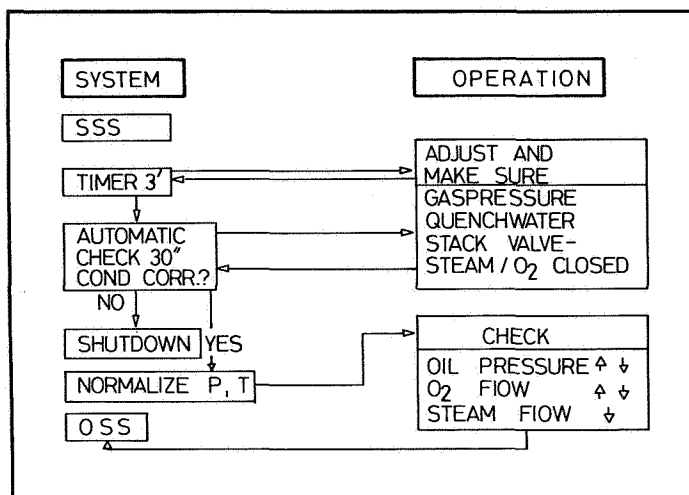 SYSTEM
SSS
TIMER 3'
AUTOMATIC
CHECK 30"
COND CORR.?
NO
YES
SHUTDOWN
NORMALIZE P, T
OSS
OPERATION
ADJUST AND
MAKE SURE
GASPRESSURE
QUENCHWATER
STACK VALVE-
STEAM / O2 CLOSED
CHECK
OIL PRESSURE ↑ ↓
O2 FlOW ↑ ↓
STEAM FlOW ↓